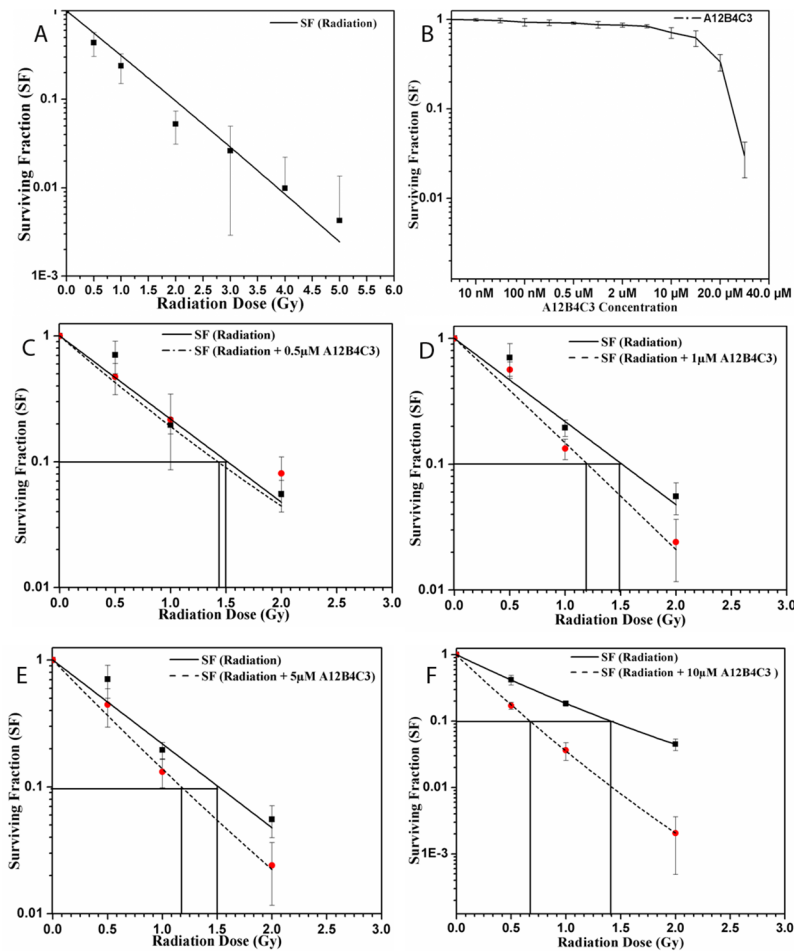 A
SF (Radiation)
Surviving Fraction (SF)
1
0.1
0.01
1E-3
0.0 0.5 1.0 1.5 2.0 2.5 3.0 3.5 4.0 4.5 5.0 5.5 6.0
Radiation Dose (Gy)
B
A12B4C3
Surviving Fraction (SF)
1
0.1
0.01
10 nM 100 nM 0.5 uM 2 uM 10 µM 20.0 µM 40.0 µM
A12B4C3 Concentration
C
SF (Radiation)
SF (Radiation + 0.5µM A12B4C3)
Surviving Fraction (SF)
1
0.1
0.01
0.0 0.5 1.0 1.5 2.0 3.0
Radiation Dose (Gy)
D
SF (Radiation)
SF (Radiation + 1µM A12B4C3)
Surviving Fraction (SF)
1
0.1
0.01
0.0 0.5 1.0 1.5 2.0 3.0
Radiation Dose (Gy)
E
SF (Radiation)
SF (Radiation + 5µM A12B4C3)
Surviving Fraction (SF)
1
0.1
0.01
0.0 0.5 1.0 1.5 2.0 3.0
Radiation Dose (Gy)
F
SF (Radiation)
SF (Radiation + 10µM A12B4C3 )
Surviving Fraction (SF)
1
0.1
0.01
1E-3
0.0 0.5 1.0 1.5 2.0 3.0
Radiation Dose (Gy)